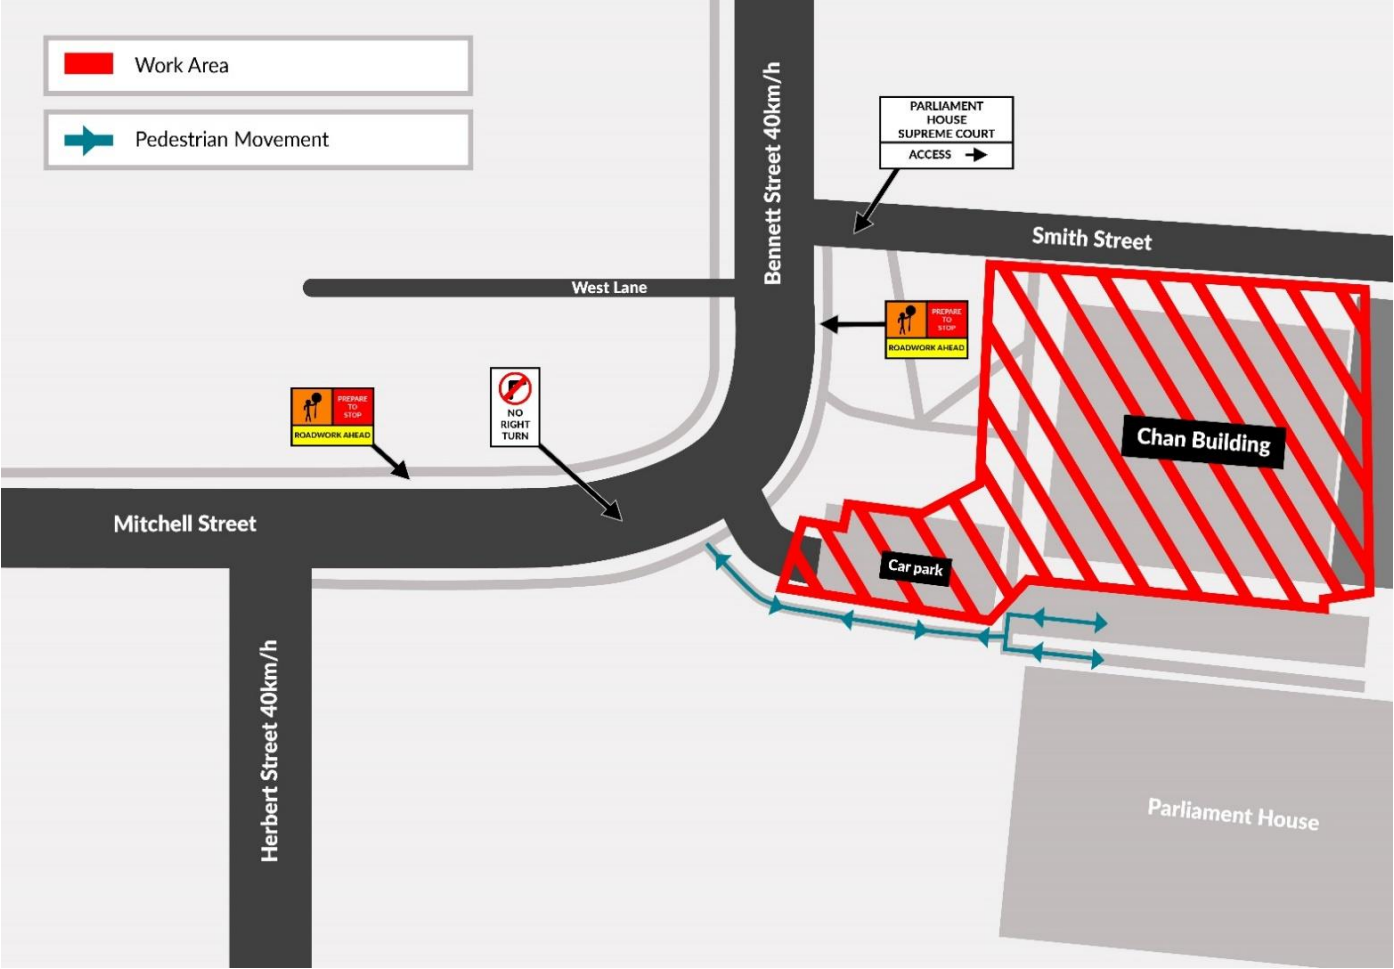 Work Area
Pedestrian Movement
Bennett Street 40km/h
PARLIAMENT
HOUSE
SUPREME COURT
ACCESS
Smith Street
West Lane
PREPARE
TO
STOP
ROADWORK AHEAD
PREPARE
TO
STOP
ROADWORK AHEAD
NO
RIGHT
TURN
Chan Building
Mitchell Street
Car park
Herbert Street 40km/h
Parliament House